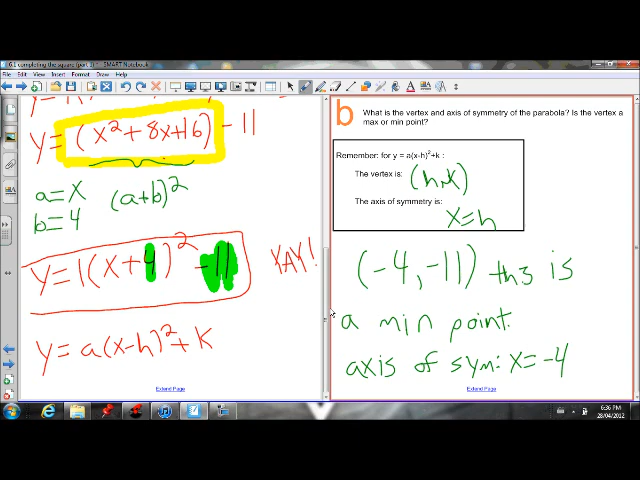 6.1 completing the square (part 1) - SMART Notebook
File Edit View Insert Format Draw Help
y = (x² + 8x + 16) - 11
a = x (a+b)²
b = 4
y = 1(x + 4)² - 11 YAY!
y = a(x-h)² + k
Extend Page
b What is the vertex and axis of symmetry of the parabola? Is the vertex a
max or min point?
Remember: for y = a(x-h)²+k :
The vertex is: (h,k)
The axis of symmetry is:
x=h
(-4, -11) this is
a min point.
axis of sym: x = -4
Extend Page
6:36 PM
28/04/2012